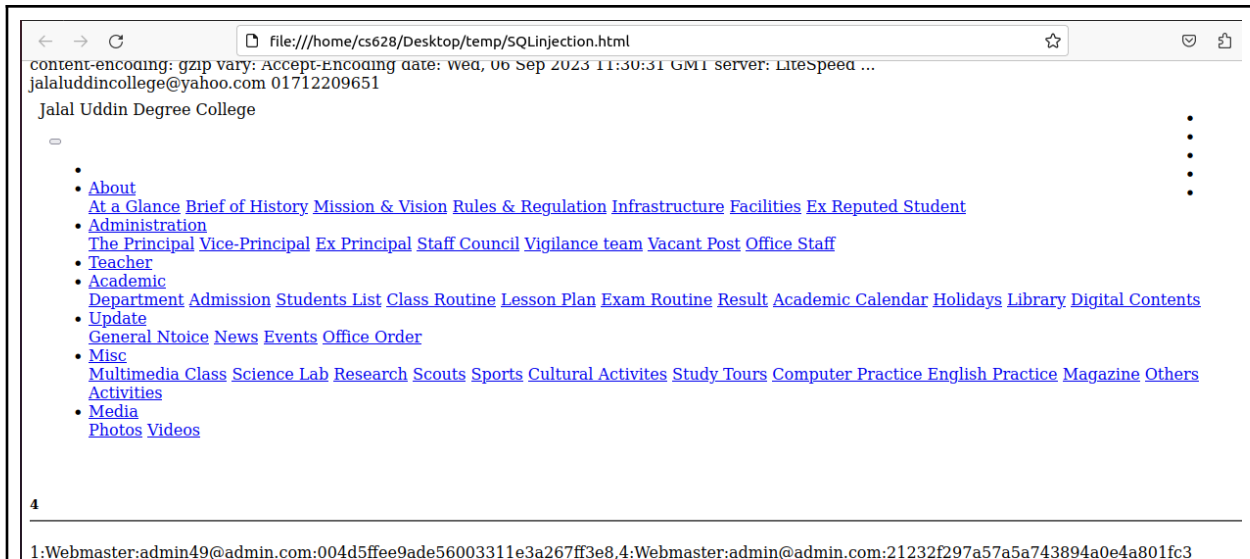 file:///home/cs628/Desktop/temp/SQLinjection.html
content-encoding: gzip vary: Accept-Encoding date: Wed, 06 Sep 2023 11:30:31 GMT server: LiteSpeed ...
jalaluddincollege@yahoo.com 01712209651
Jalal Uddin Degree College
About
At a Glance Brief of History Mission & Vision Rules & Regulation Infrastructure Facilities Ex Reputed Student
Administration
The Principal Vice-Principal Ex Principal Staff Council Vigilance team Vacant Post Office Staff
Teacher
Academic
Department Admission Students List Class Routine Lesson Plan Exam Routine Result Academic Calendar Holidays Library Digital Contents
Update
General Ntoice News Events Office Order
Misc
Multimedia Class Science Lab Research Scouts Sports Cultural Activites Study Tours Computer Practice English Practice Magazine Others
Activities
Media
Photos Videos
4
1:Webmaster:admin49@admin.com:004d5ffee9ade56003311e3a267ff3e8,4:Webmaster:admin@admin.com:21232f297a57a5a743894a0e4a801fc3